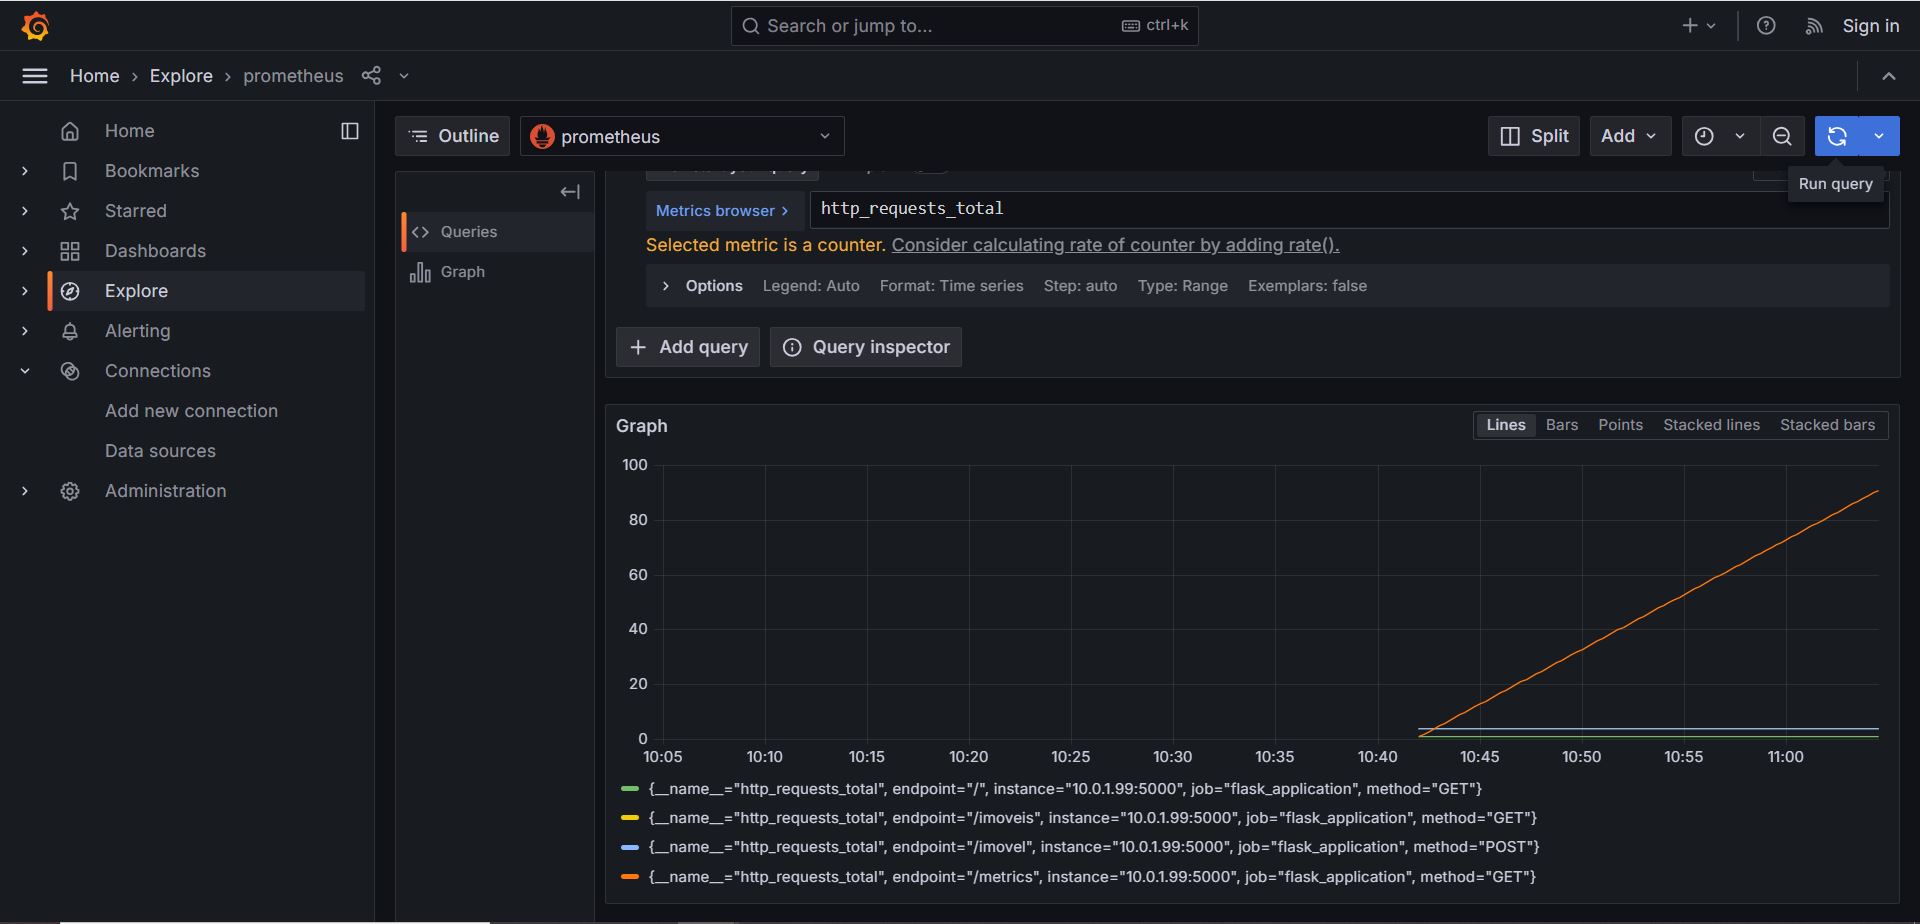 Search or jump to... ctrl+k Sign in
Home › Explore › prometheus
Home
Bookmarks
Starred
Dashboards
Explore
Alerting
Connections
Add new connection
Data sources
Administration
Outline prometheus Split Add
Run query
Queries
Graph
Metrics browser › http_requests_total
Selected metric is a counter. Consider calculating rate of counter by adding rate().
Options Legend: Auto Format: Time series Step: auto Type: Range Exemplars: false
+ Add query Query inspector
Graph Lines Bars Points Stacked lines Stacked bars
100
80
60
40
20
0
10:05 10:10 10:15 10:20 10:25 10:30 10:35 10:40 10:45 10:50 10:55 11:00
{__name__="http_requests_total", endpoint="/", instance="10.0.1.99:5000", job="flask_application", method="GET"}
{__name__="http_requests_total", endpoint="/imoveis", instance="10.0.1.99:5000", job="flask_application", method="GET"}
{__name__="http_requests_total", endpoint="/imovel", instance="10.0.1.99:5000", job="flask_application", method="POST"}
{__name__="http_requests_total", endpoint="/metrics", instance="10.0.1.99:5000", job="flask_application", method="GET"}